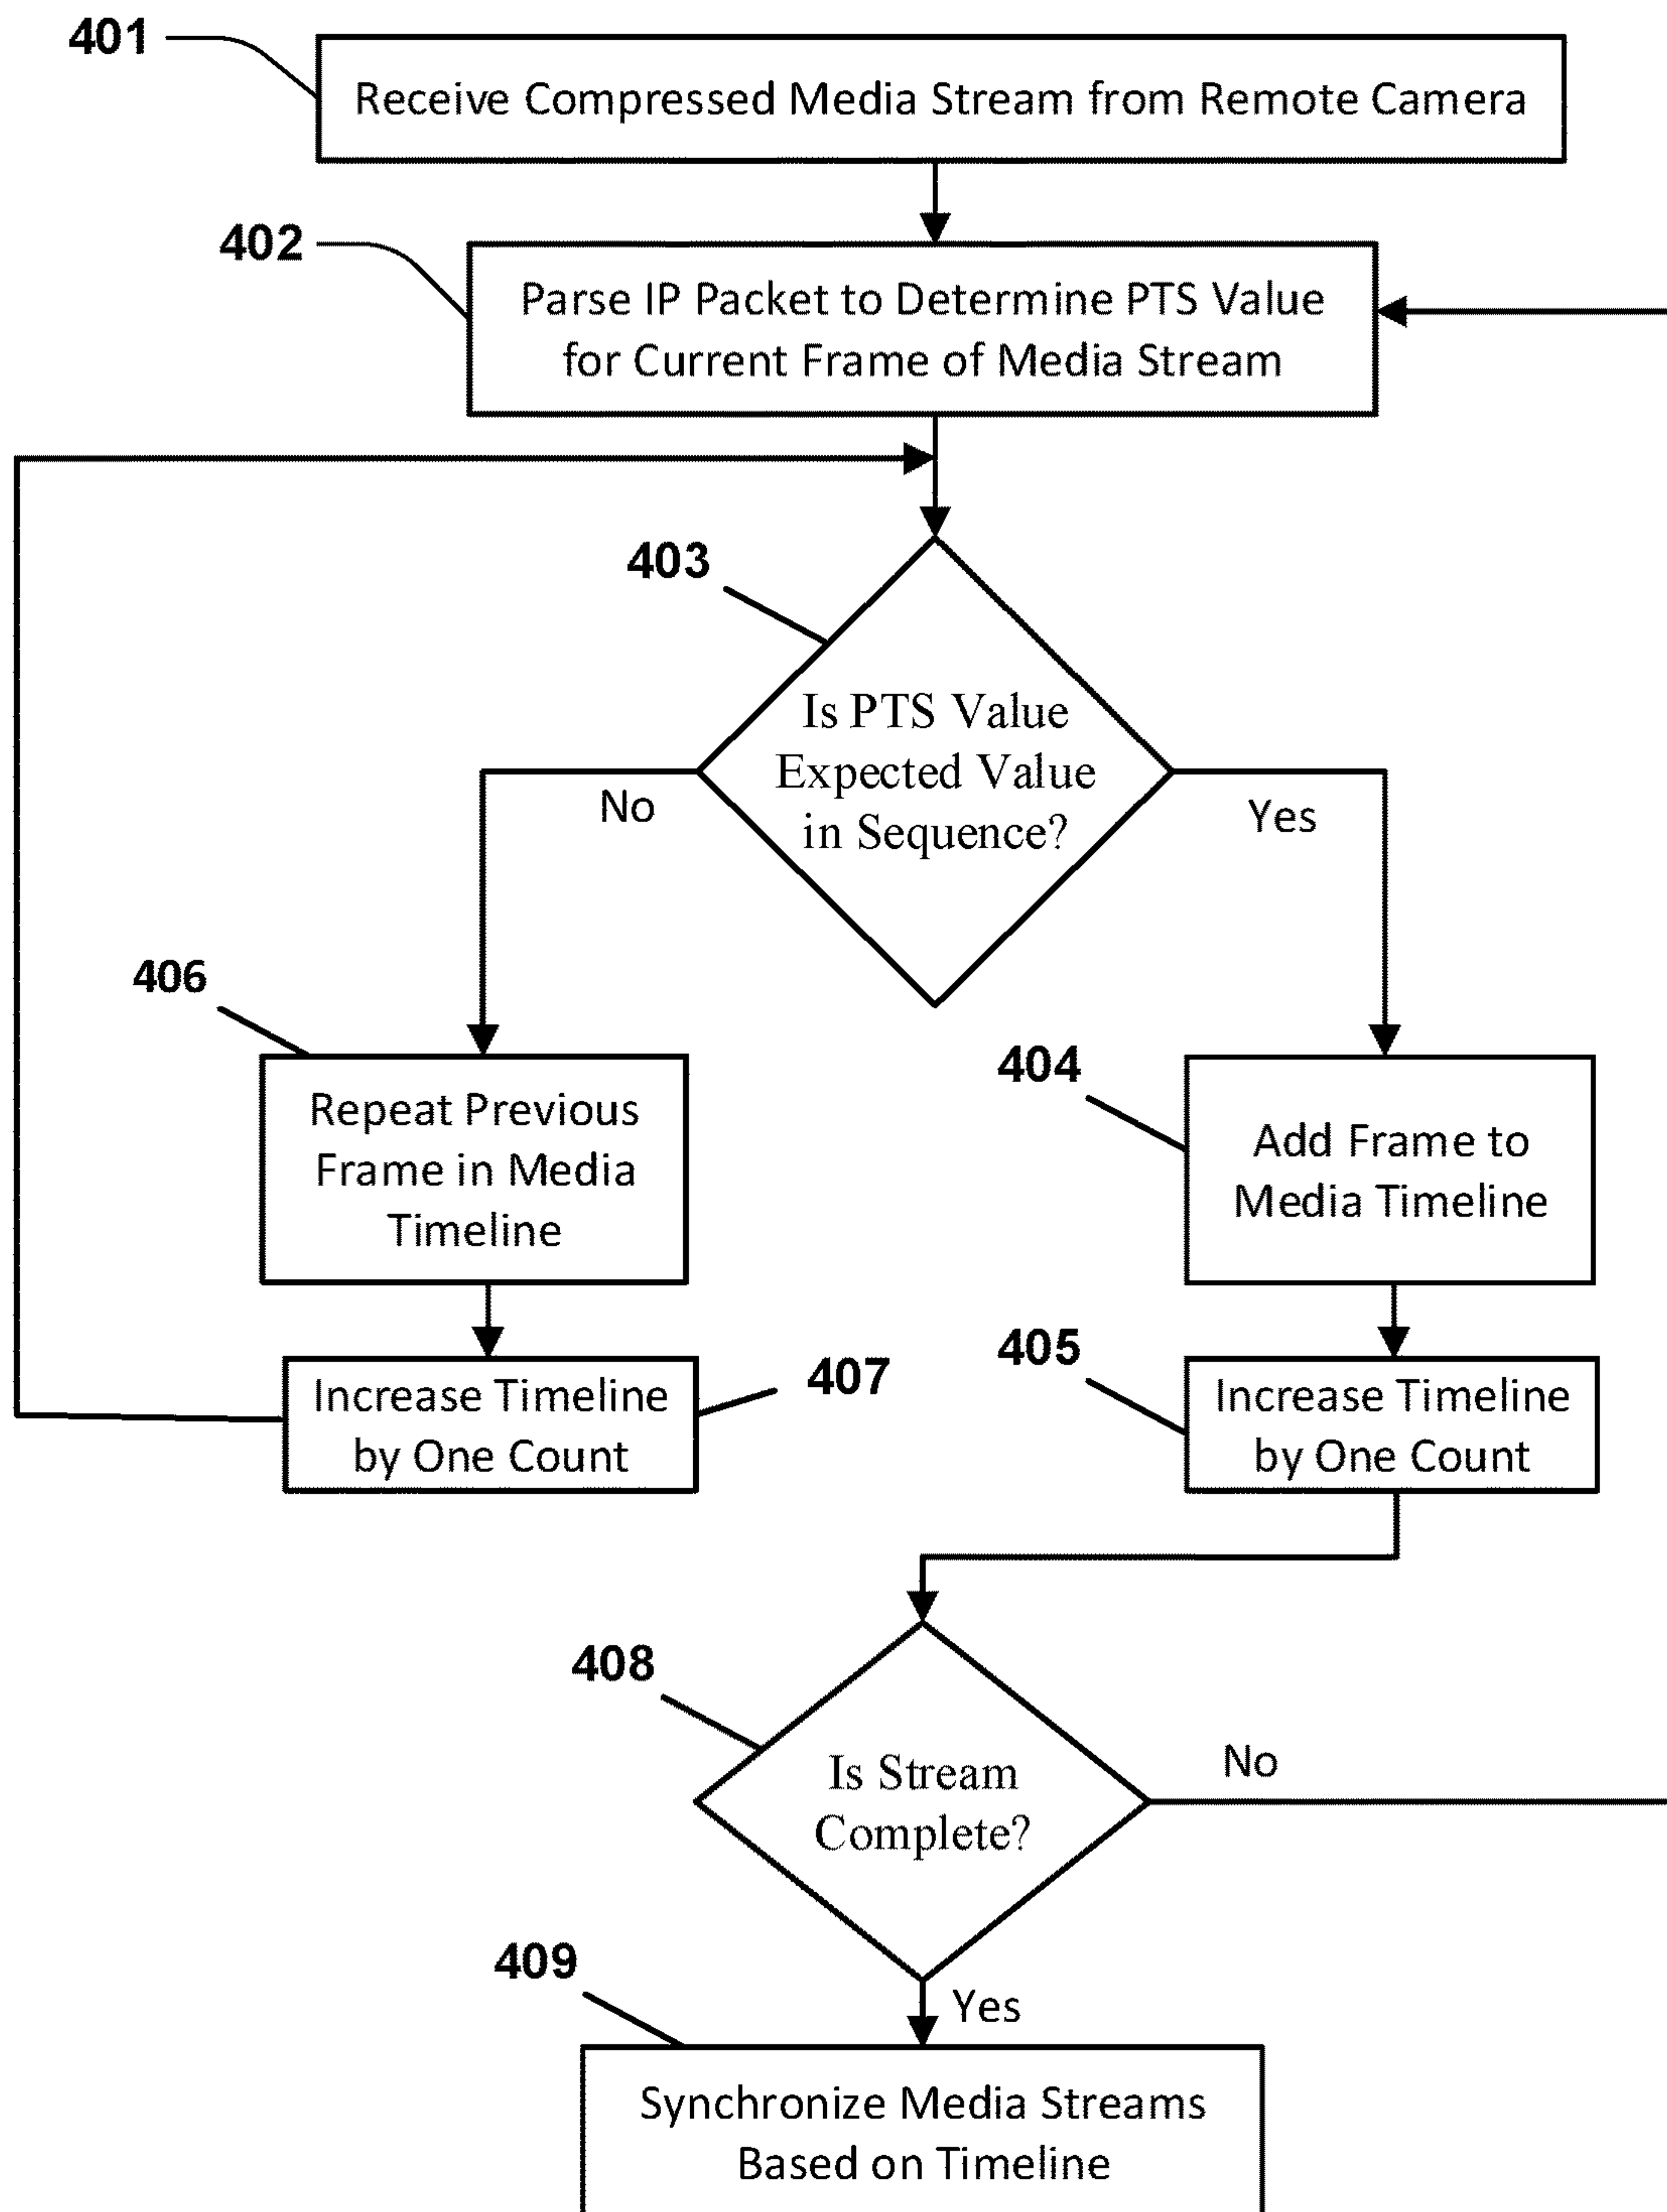 401
Receive Compressed Media Stream from Remote Camera
402
Parse IP Packet to Determine PTS Value
for Current Frame of Media Stream
403
Is PTS Value
Expected Value
in Sequence?
No
Yes
406
Repeat Previous
Frame in Media
Timeline
404
Add Frame to
Media Timeline
407
Increase Timeline
by One Count
405
Increase Timeline
by One Count
408
Is Stream
Complete?
No
Yes
409
Synchronize Media Streams
Based on Timeline